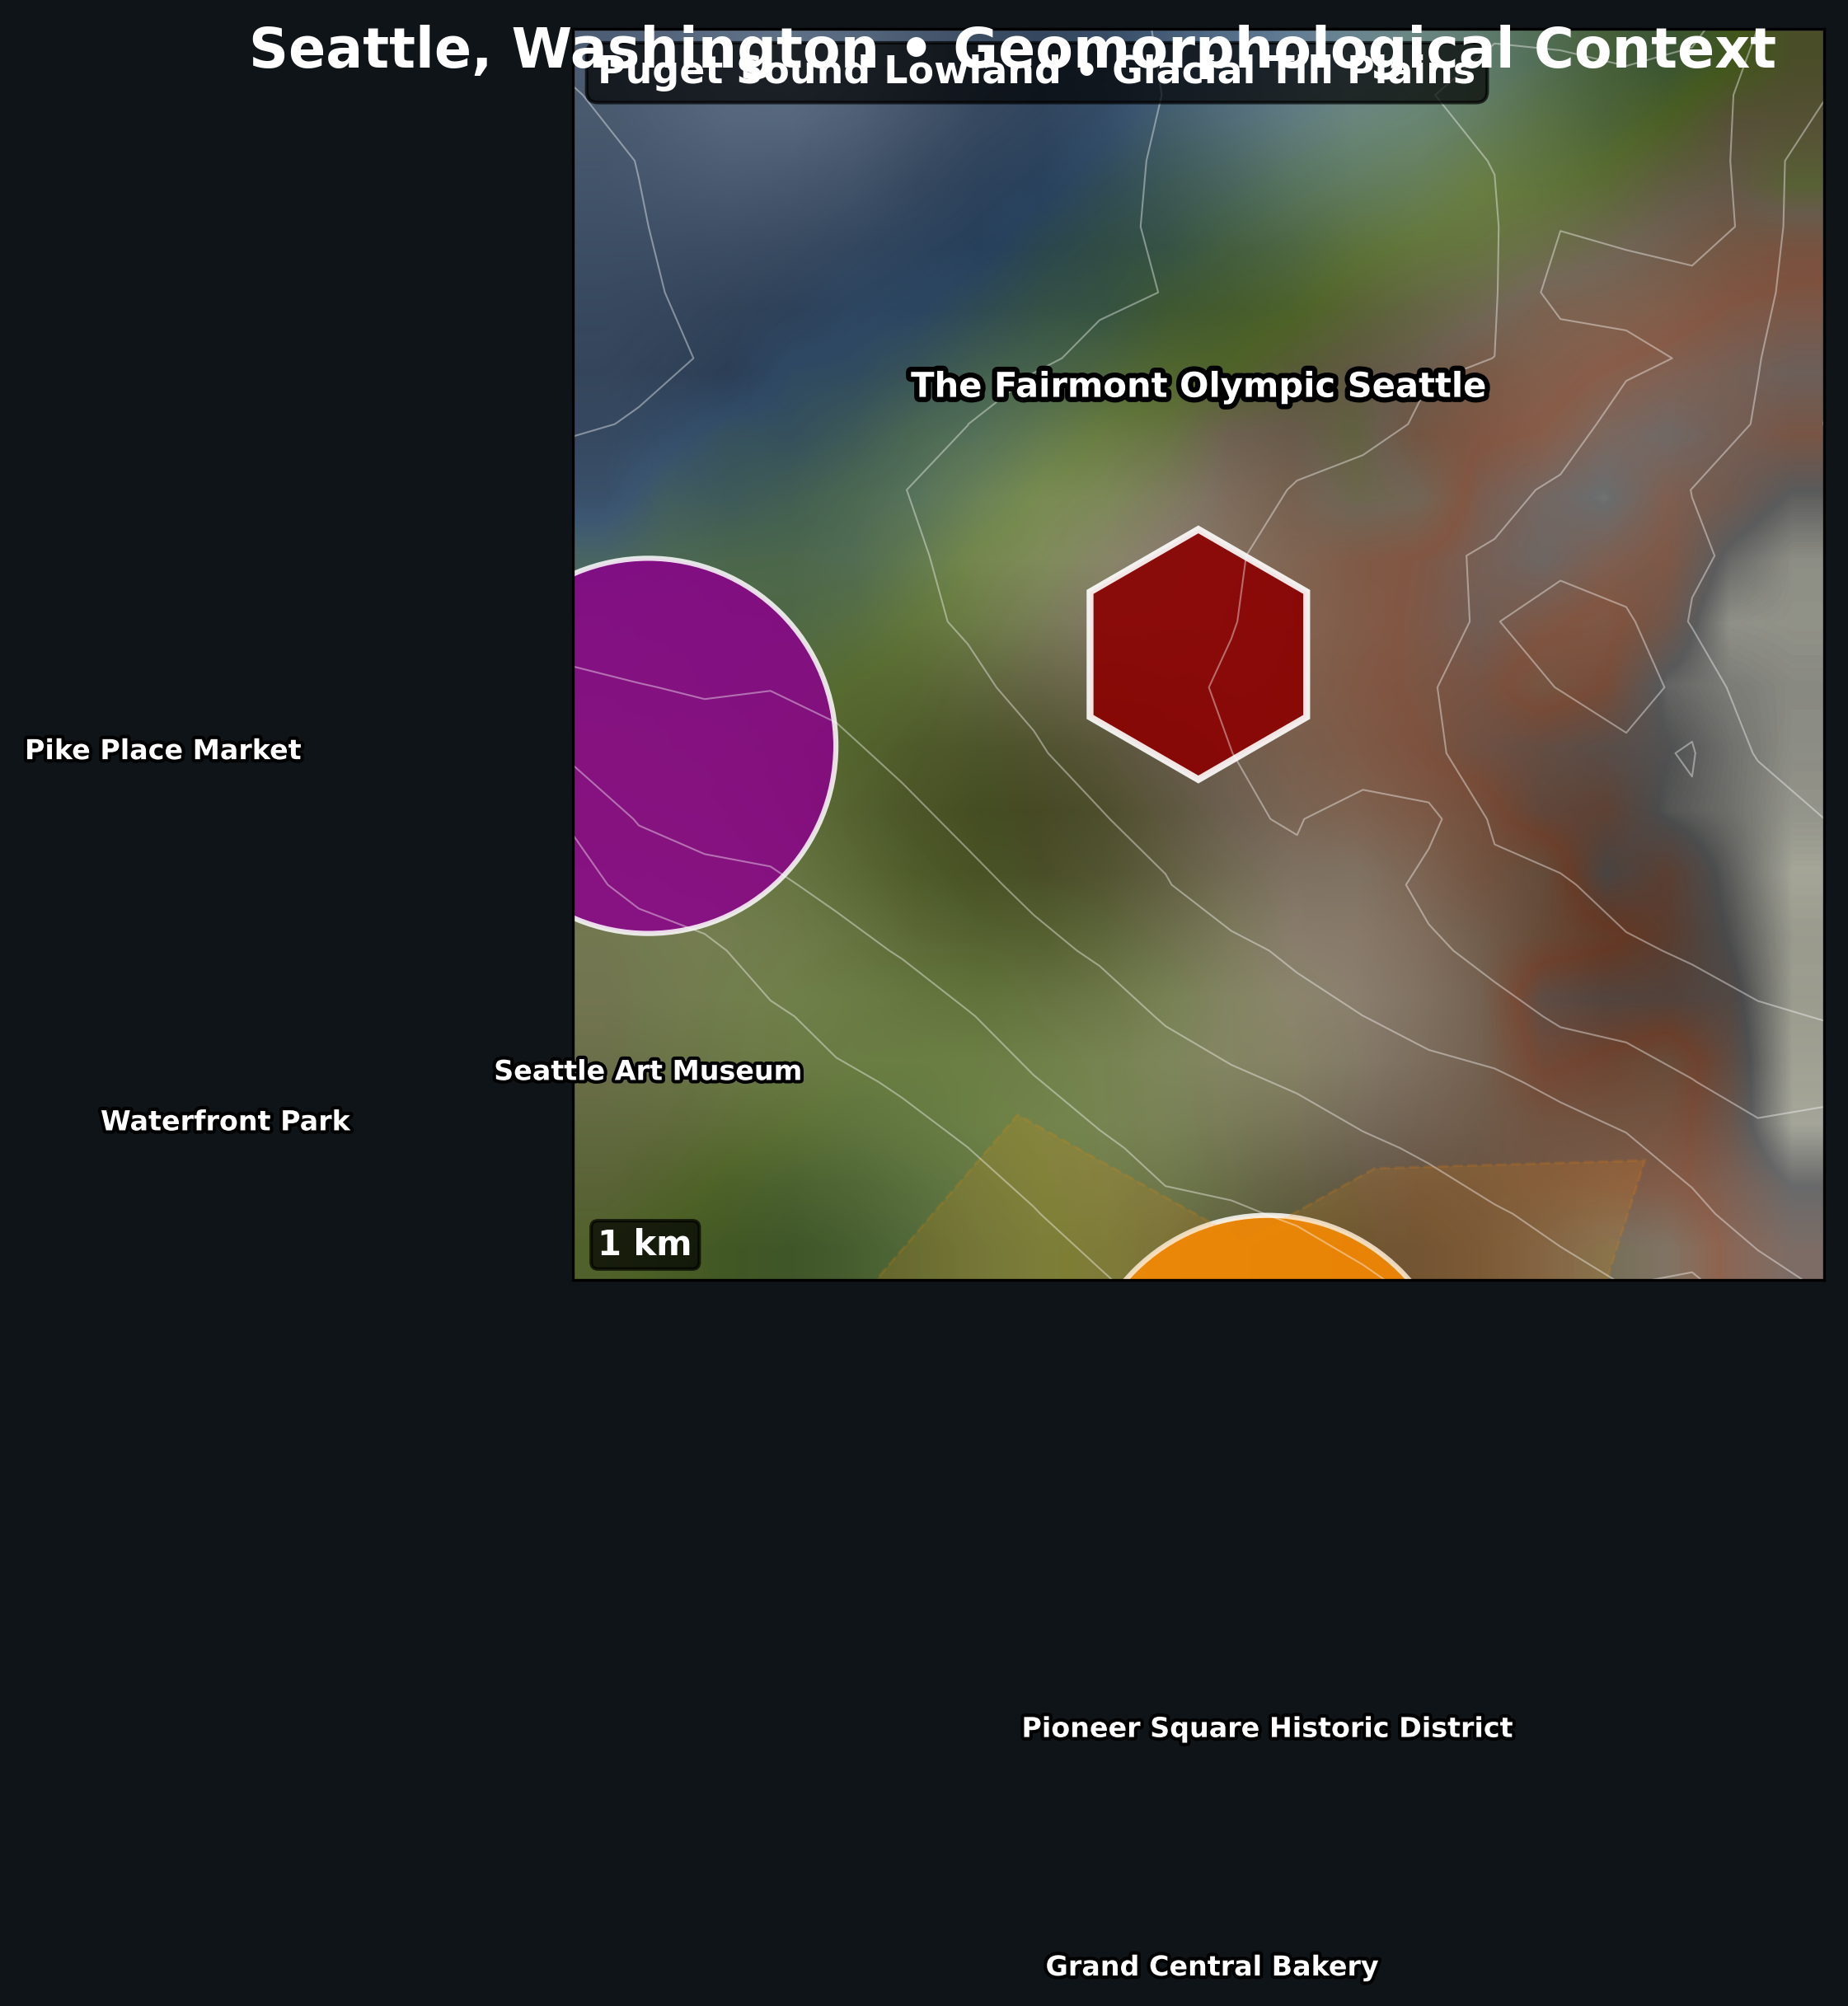 Seattle, Washington • Geomorphological Context
Puget Sound Lowland • Glacial Till Plains
The Fairmont Olympic Seattle
Pike Place Market
Seattle Art Museum
Waterfront Park
1 km
Pioneer Square Historic District
Grand Central Bakery